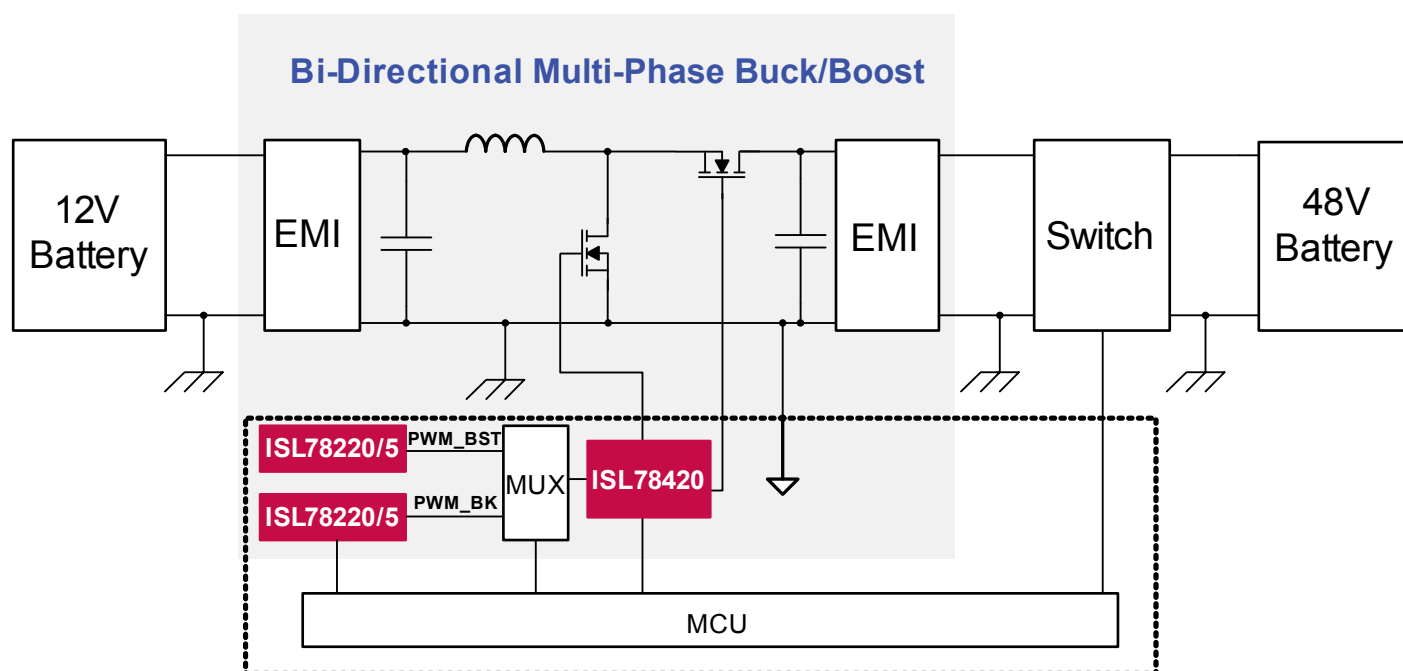 Bi-Directional Multi-Phase Buck/Boost
12V
Battery
EMI
EMI
Switch
48V
Battery
ISL78220/5
PWM_BST
MUX
ISL78420
ISL78220/5
PWM_BK
MCU